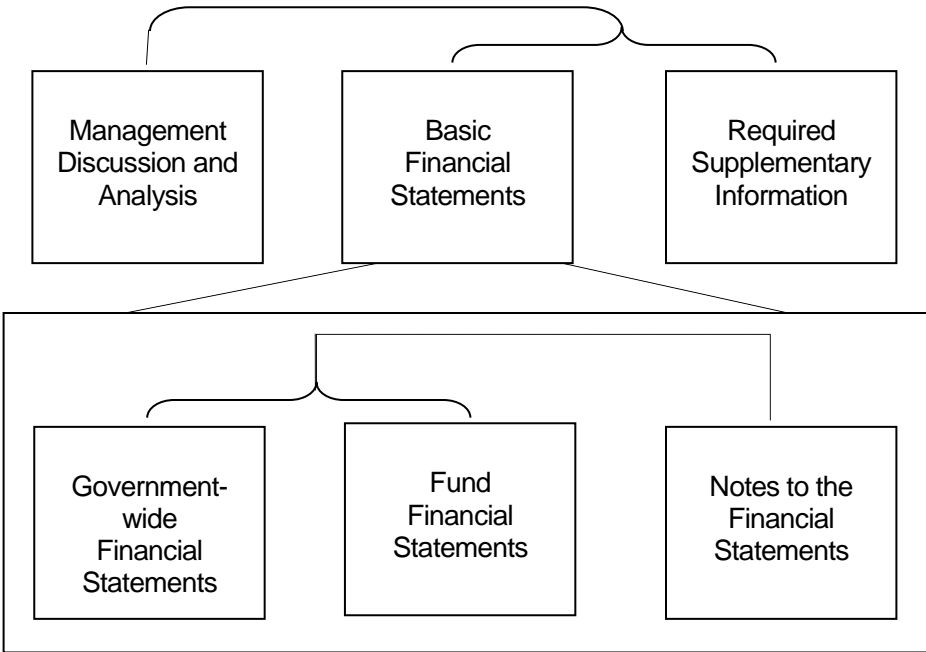 Management
Discussion and
Analysis
Basic
Financial
Statements
Required
Supplementary
Information
Government-
wide
Financial
Statements
Fund
Financial
Statements
Notes to the
Financial
Statements